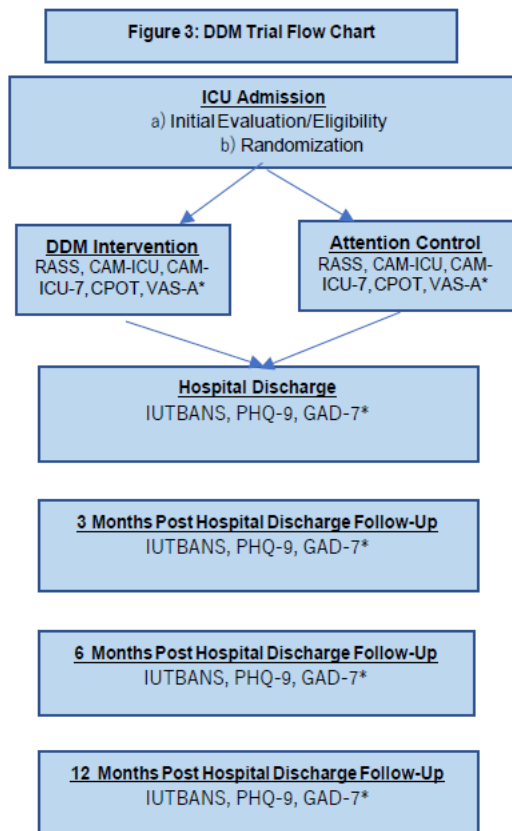 Figure 3: DDM Trial Flow Chart
ICU Admission
a) Initial Evaluation/Eligibility
b) Randomization
DDM Intervention
RASS, CAM-ICU, CAM-
ICU-7, CPOT, VAS-A*
Attention Control
RASS, CAM-ICU, CAM-
ICU-7, CPOT, VAS-A*
Hospital Discharge
IUTBANS, PHQ-9, GAD-7*
3 Months Post Hospital Discharge Follow-Up
IUTBANS, PHQ-9, GAD-7*
6 Months Post Hospital Discharge Follow-Up
IUTBANS, PHQ-9, GAD-7*
12 Months Post Hospital Discharge Follow-Up
IUTBANS, PHQ-9, GAD-7*